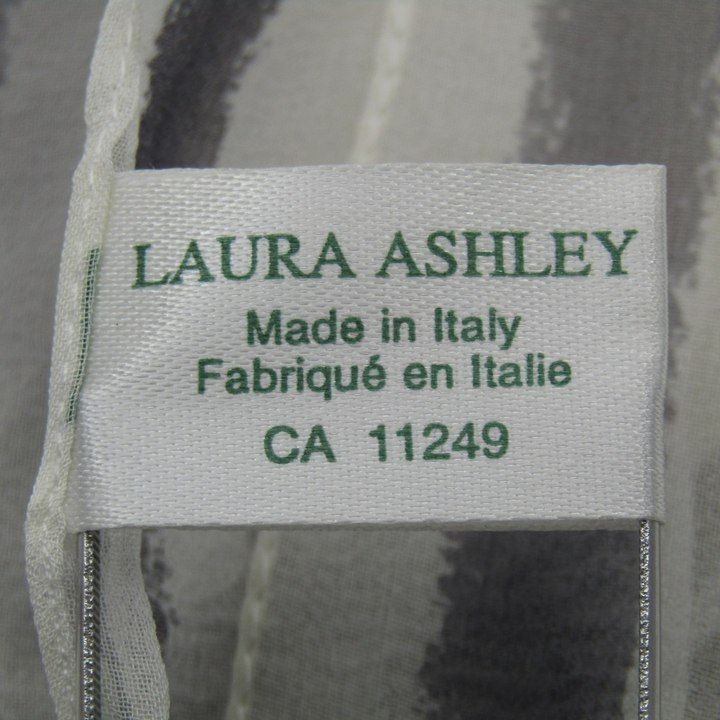 LAURA ASHLEY
Made in Italy
Fabriqué en Italie
CA 11249